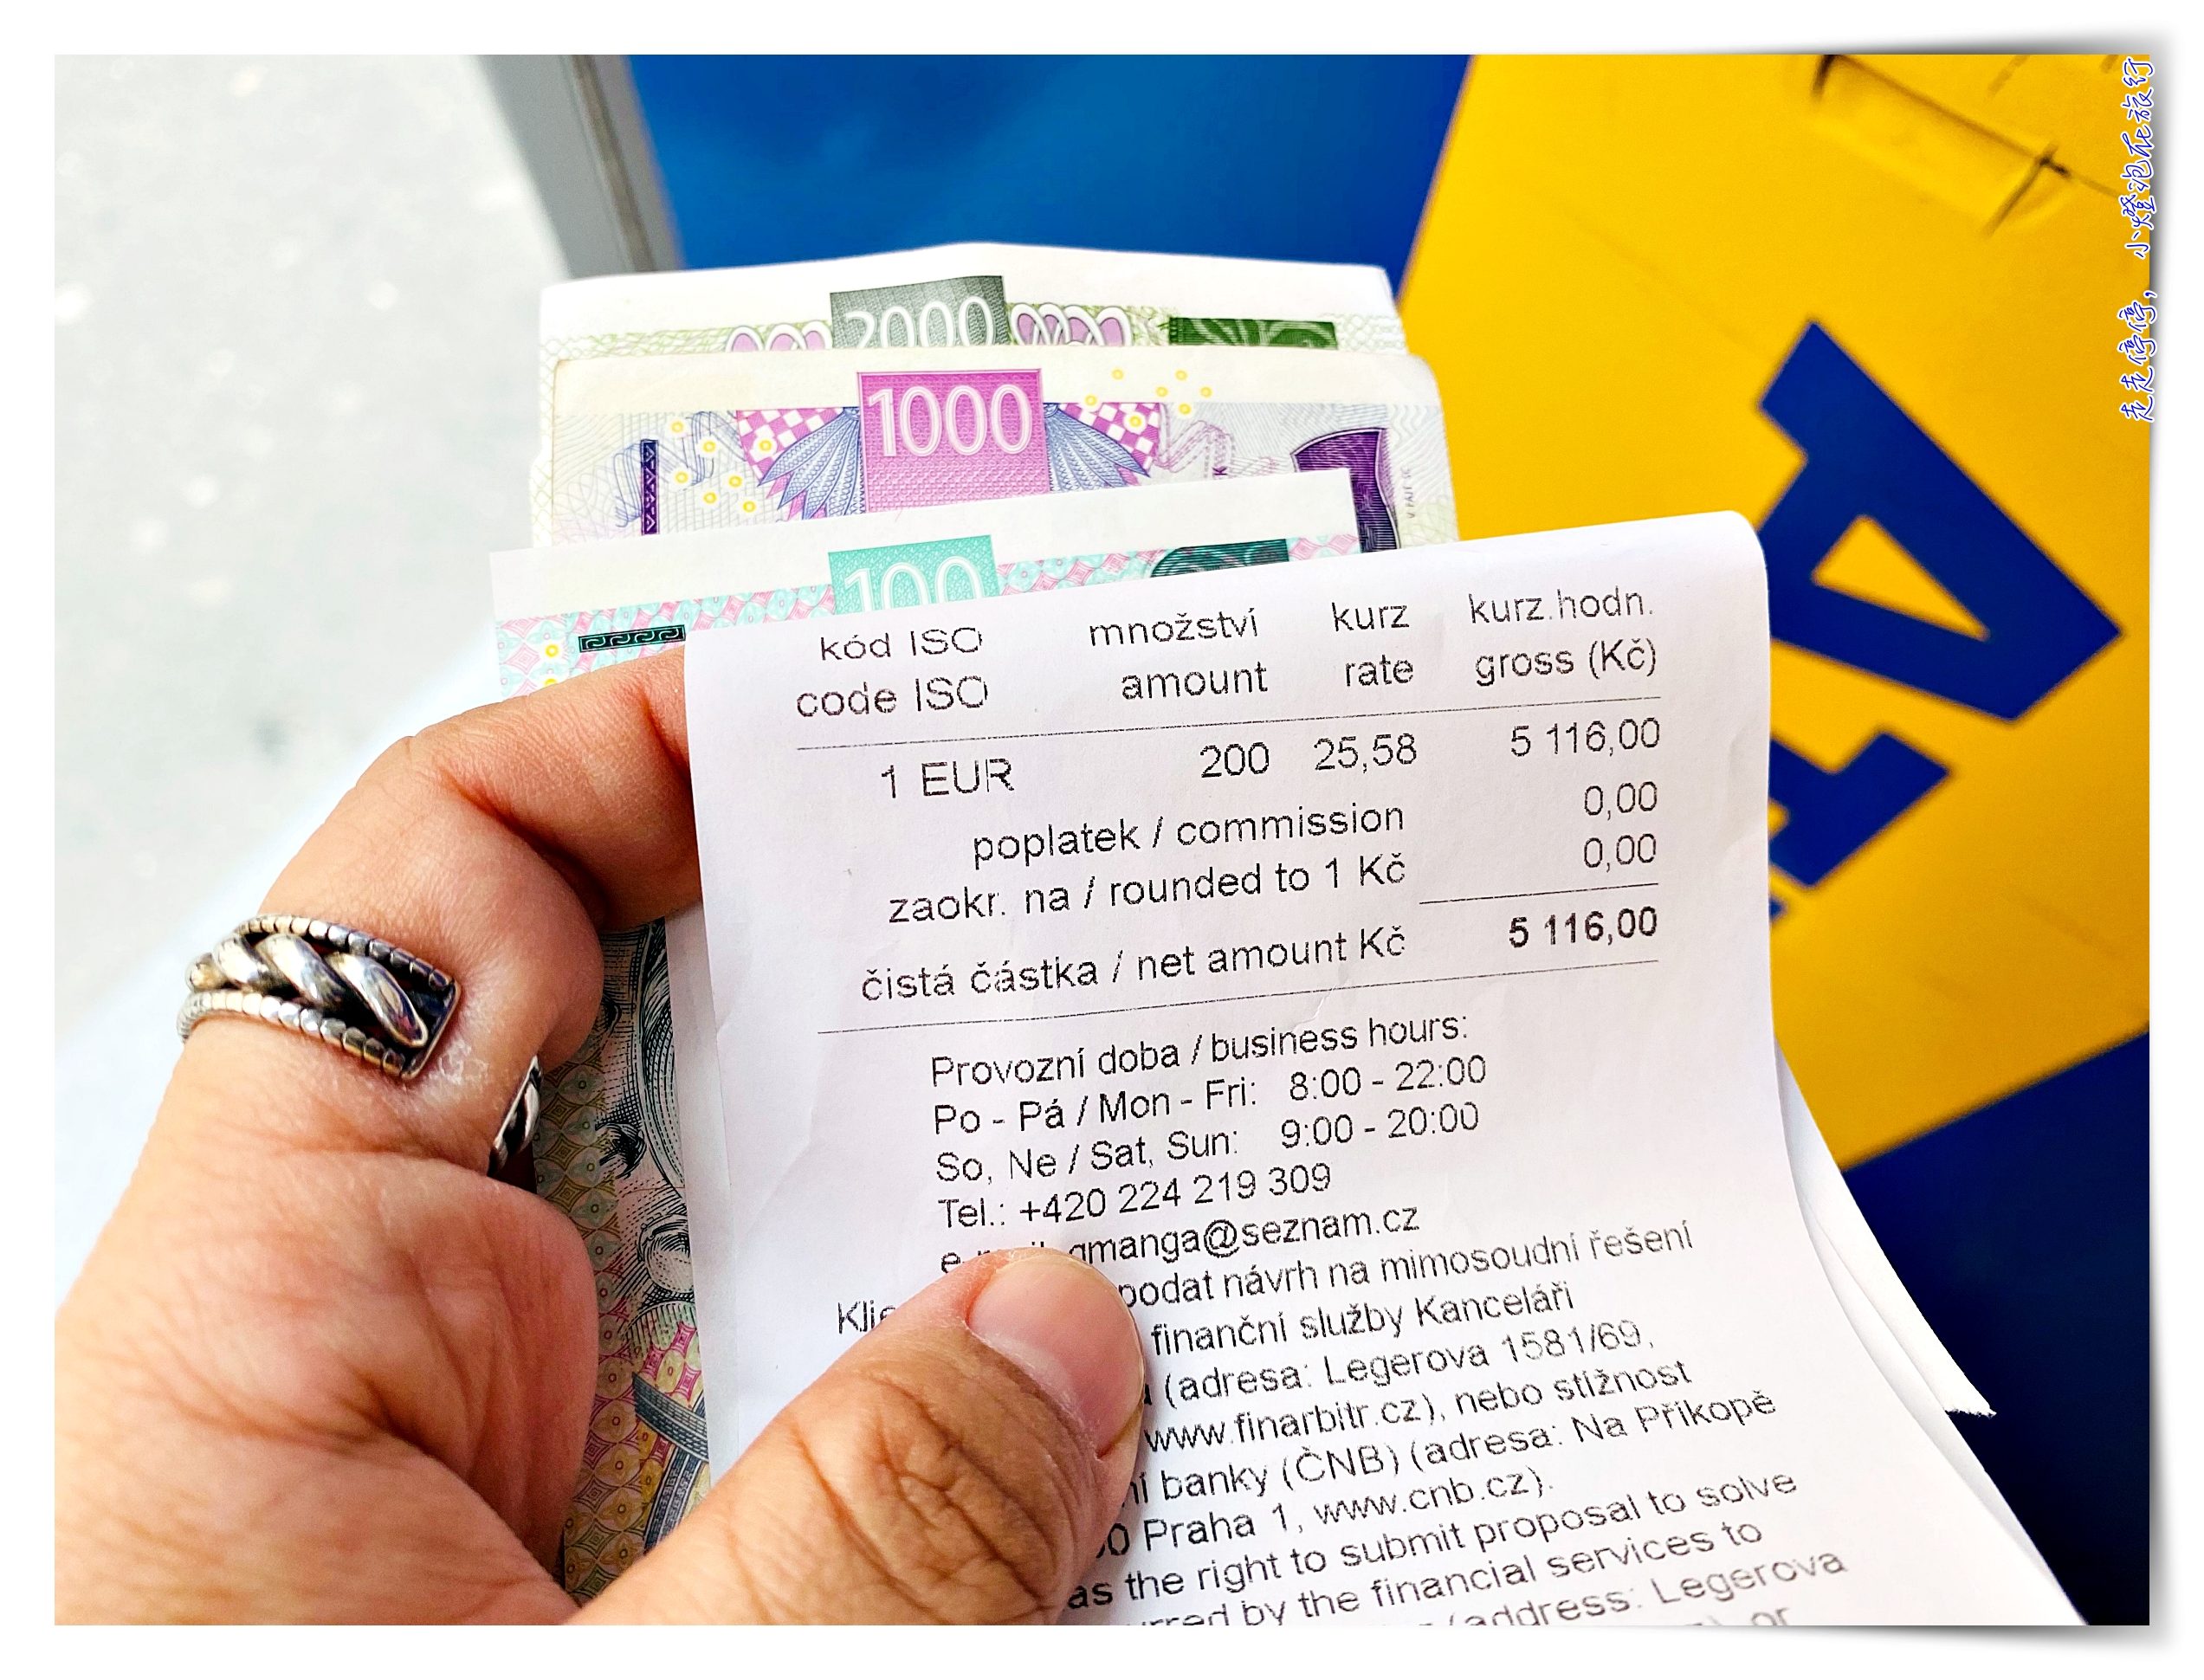 走走停停, 小燈泡在旅行
2000
1000
100
kód ISO množství kurz kurz.hodn.
code ISO amount rate gross (Kč)
1 EUR 200 25,58 5 116,00
poplatek / commission 0,00
zaokr. na / rounded to 1 Kč 0,00
čistá částka / net amount Kč 5 116,00
Provozní doba / business hours:
Po - Pá / Mon - Fri: 8:00 - 22:00
So, Ne / Sat, Sun: 9:00 - 20:00
Tel.: +420 224 219 309
qmanga@seznam.cz
podat návrh na mimosoudní řešení
finanční služby Kanceláři
(adresa: Legerova 1581/69,
www.finarbitr.cz), nebo stížnost
banky (ČNB) (adresa: Na Příkopě
Praha 1, www.cnb.cz).
the right to submit proposal to solve
by the financial services to
(address: Legerova
or